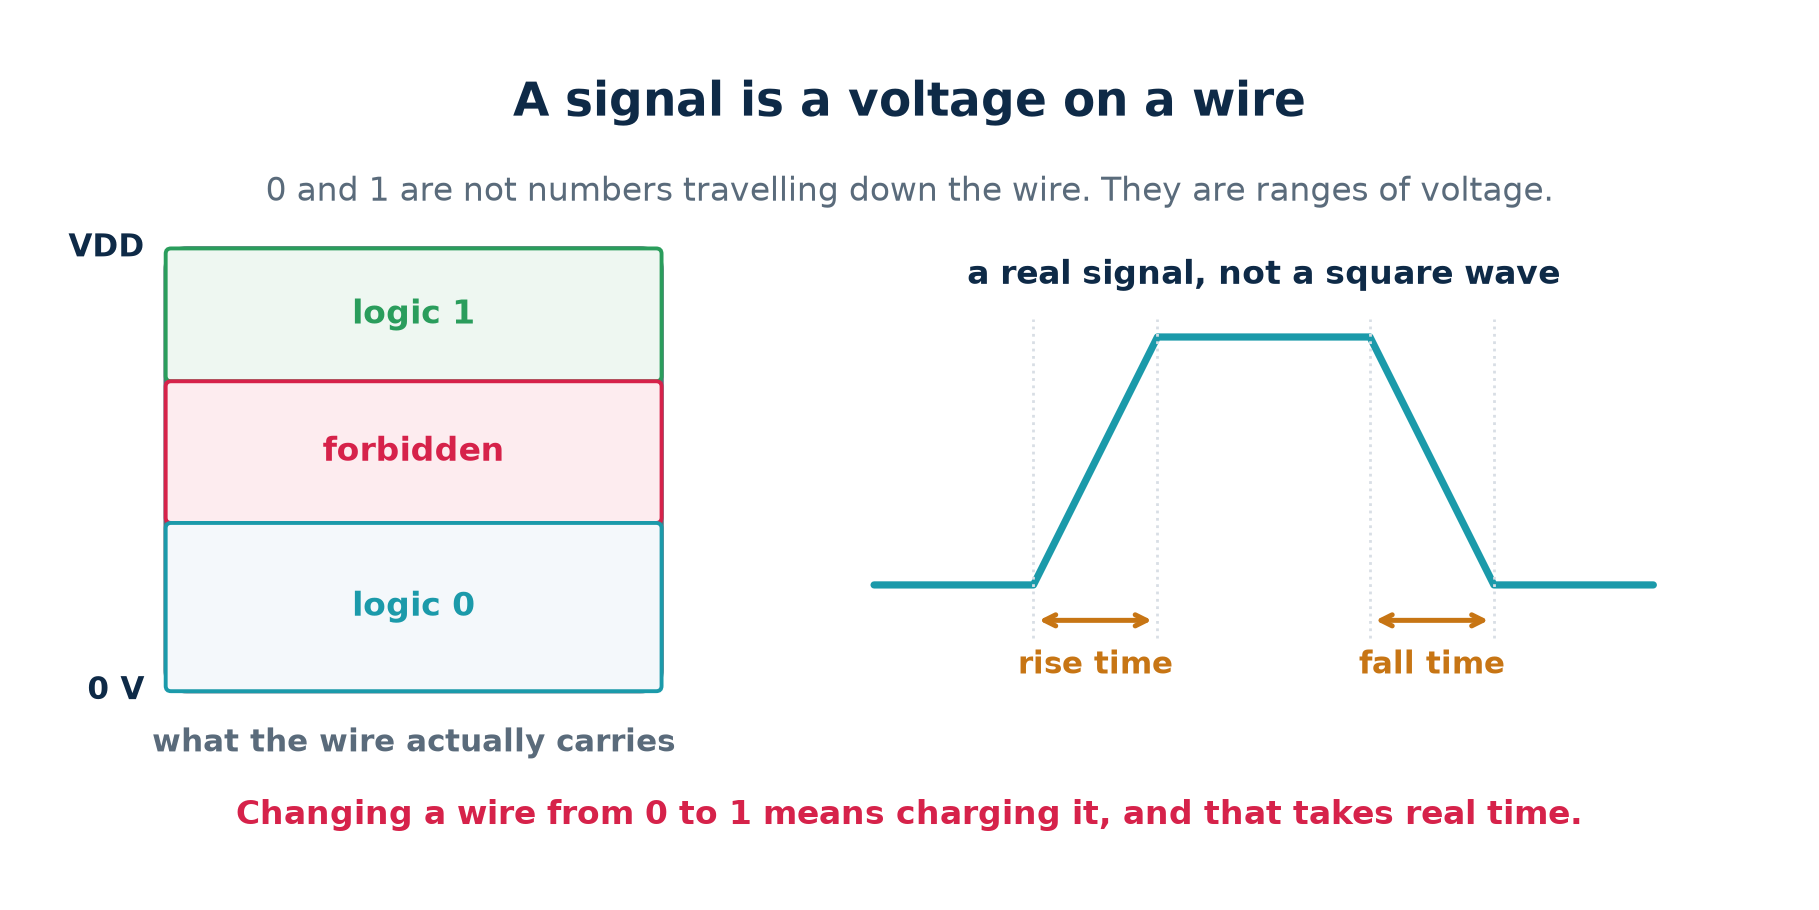 A signal is a voltage on a wire
0 and 1 are not numbers travelling down the wire. They are ranges of voltage.
VDD
logic 1
forbidden
logic 0
0 V
what the wire actually carries
a real signal, not a square wave
rise time
fall time
Changing a wire from 0 to 1 means charging it, and that takes real time.